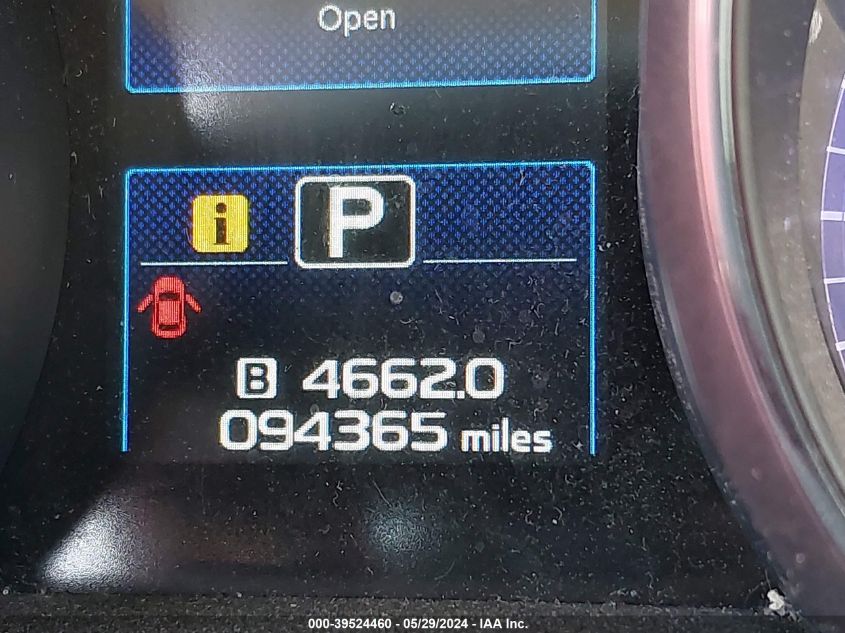 Open
i P
B 4662.0
094365 miles
000-39524460 - 05/29/2024 - IAA Inc.